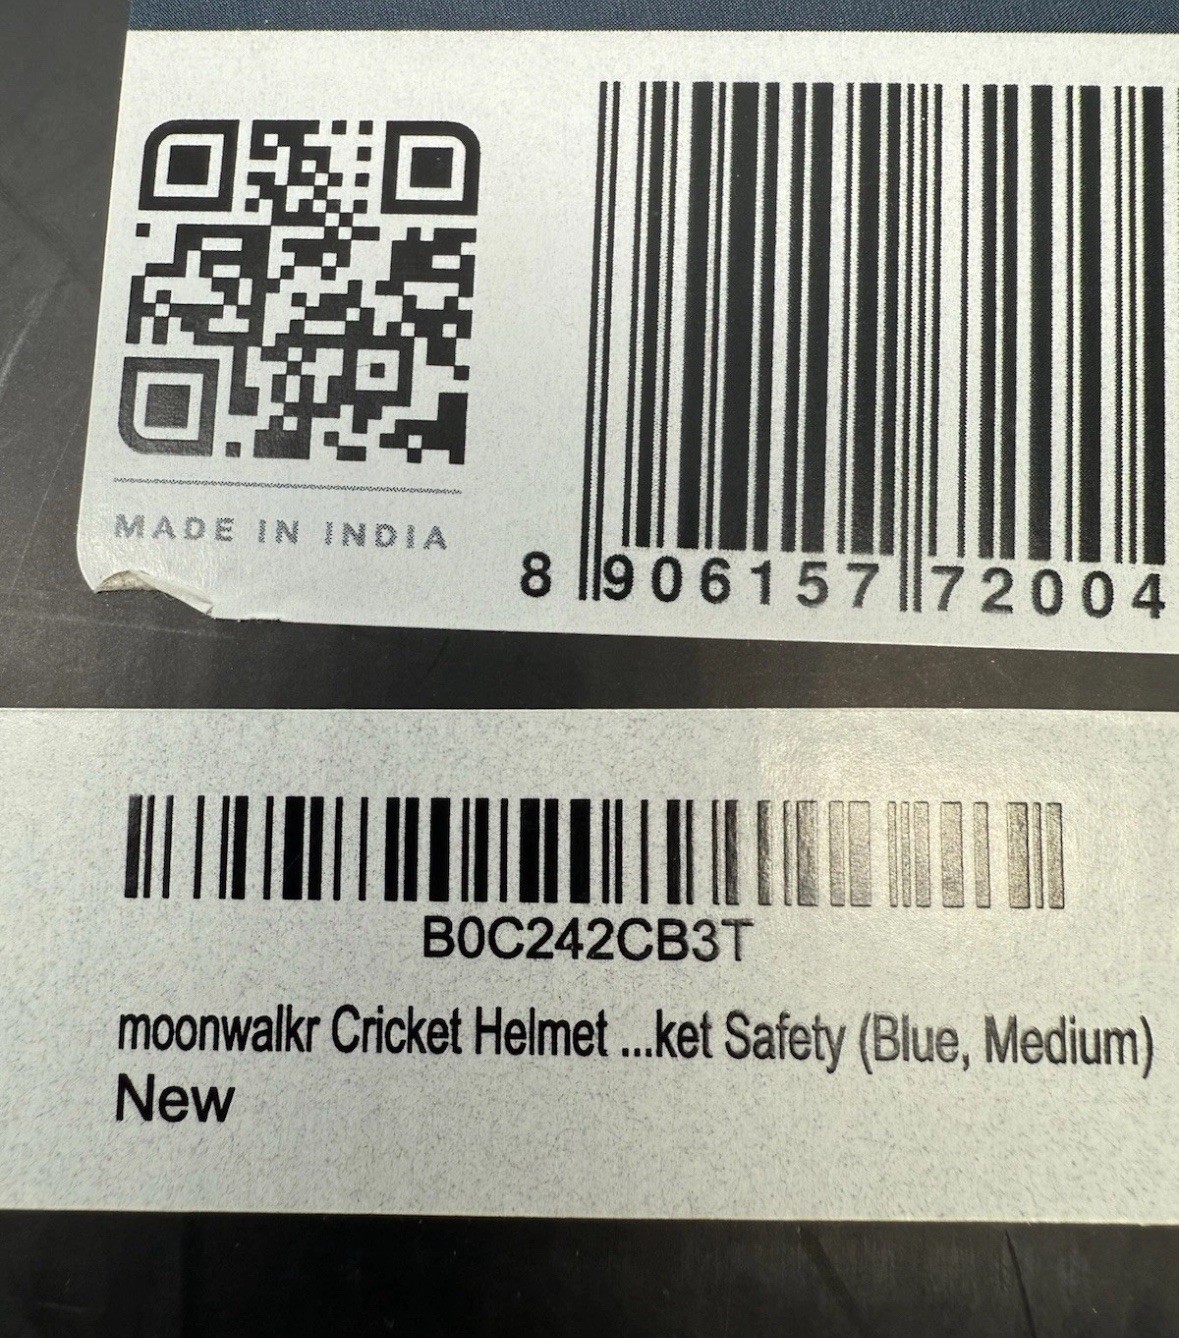 MADE IN INDIA
8 906157 72004
B0C242CB3T
moonwalkr Cricket Helmet ...ket Safety (Blue, Medium)
New